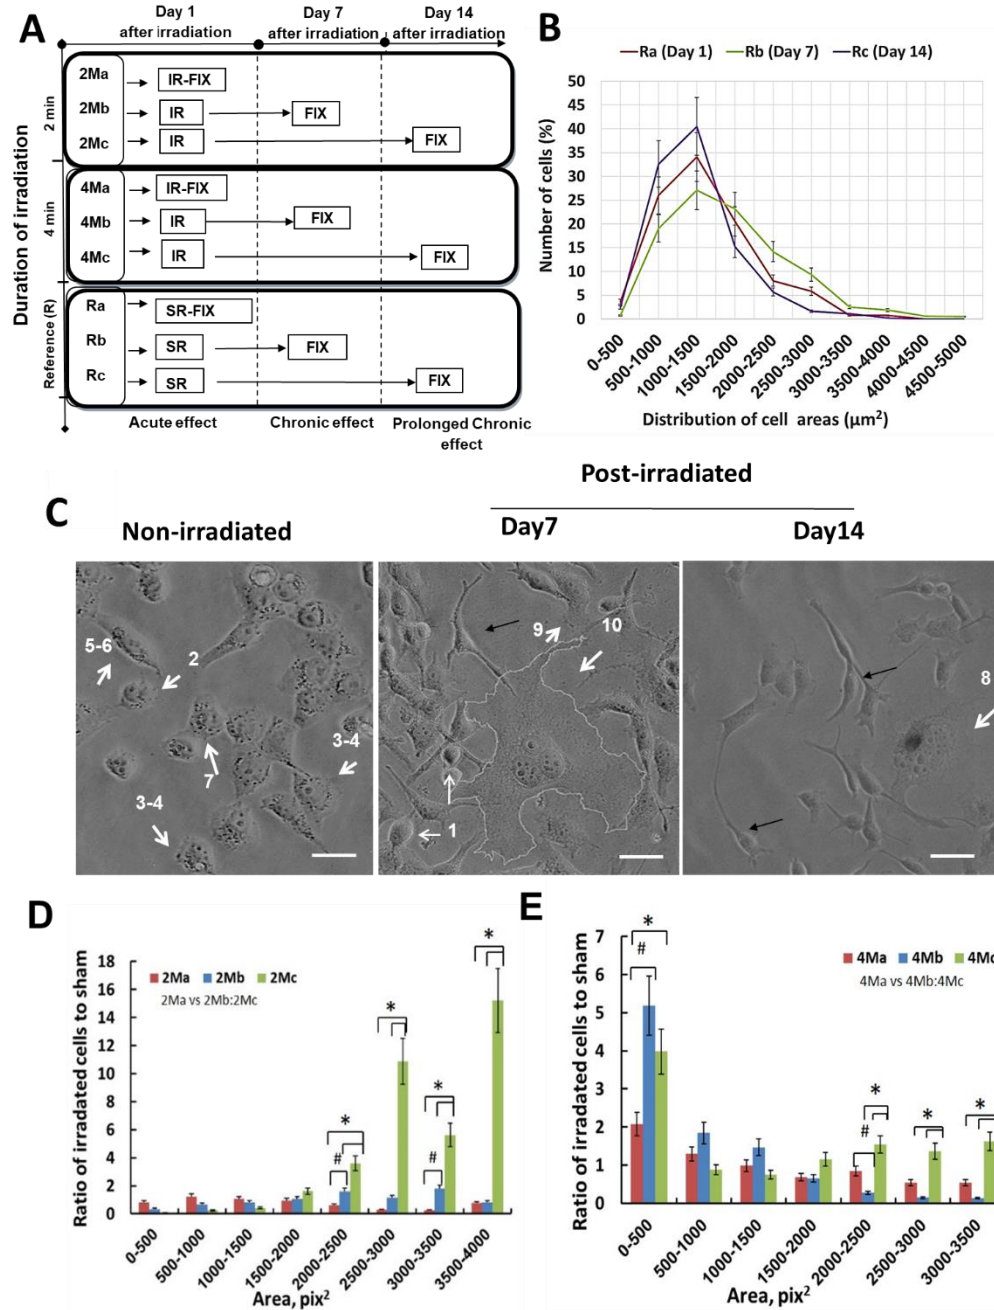 A
Day 1
after irradiation
Day 7
after irradiation
Day 14
after irradiation
Duration of irradiation
2 min
2Ma
IR-FIX
2Mb
IR
FIX
2Mc
IR
FIX
4 min
4Ma
IR-FIX
4Mb
IR
FIX
4Mc
IR
FIX
Reference (R)
Ra
SR-FIX
Rb
SR
FIX
Rc
SR
FIX
Acute effect
Chronic effect
Prolonged Chronic
effect
B
Ra (Day 1) Rb (Day 7) Rc (Day 14)
Number of cells (%)
50
45
40
35
30
25
20
15
10
5
0
0-500
500-1000
1000-1500
1500-2000
2000-2500
2500-3000
3000-3500
3500-4000
4000-4500
4500-5000
Distribution of cell areas (µm²)
C
Non-irradiated
Post-irradiated
Day7
Day14
5-6
2
7
3-4
3-4
9
10
1
8
D
Ratio of irradiated cells to sham
18
16
14
12
10
8
6
4
2
0
2Ma 2Mb 2Mc
2Ma vs 2Mb:2Mc
#
*
*
#
*
*
0-500
500-1000
1000-1500
1500-2000
2000-2500
2500-3000
3000-3500
3500-4000
Area, pix²
E
Ratio of irradated cells to sham
7
6
5
4
3
2
1
0
4Ma 4Mb 4Mc
4Ma vs 4Mb:4Mc
*
#
*
#
*
*
0-500
500-1000
1000-1500
1500-2000
2000-2500
2500-3000
3000-3500
Area, pix²